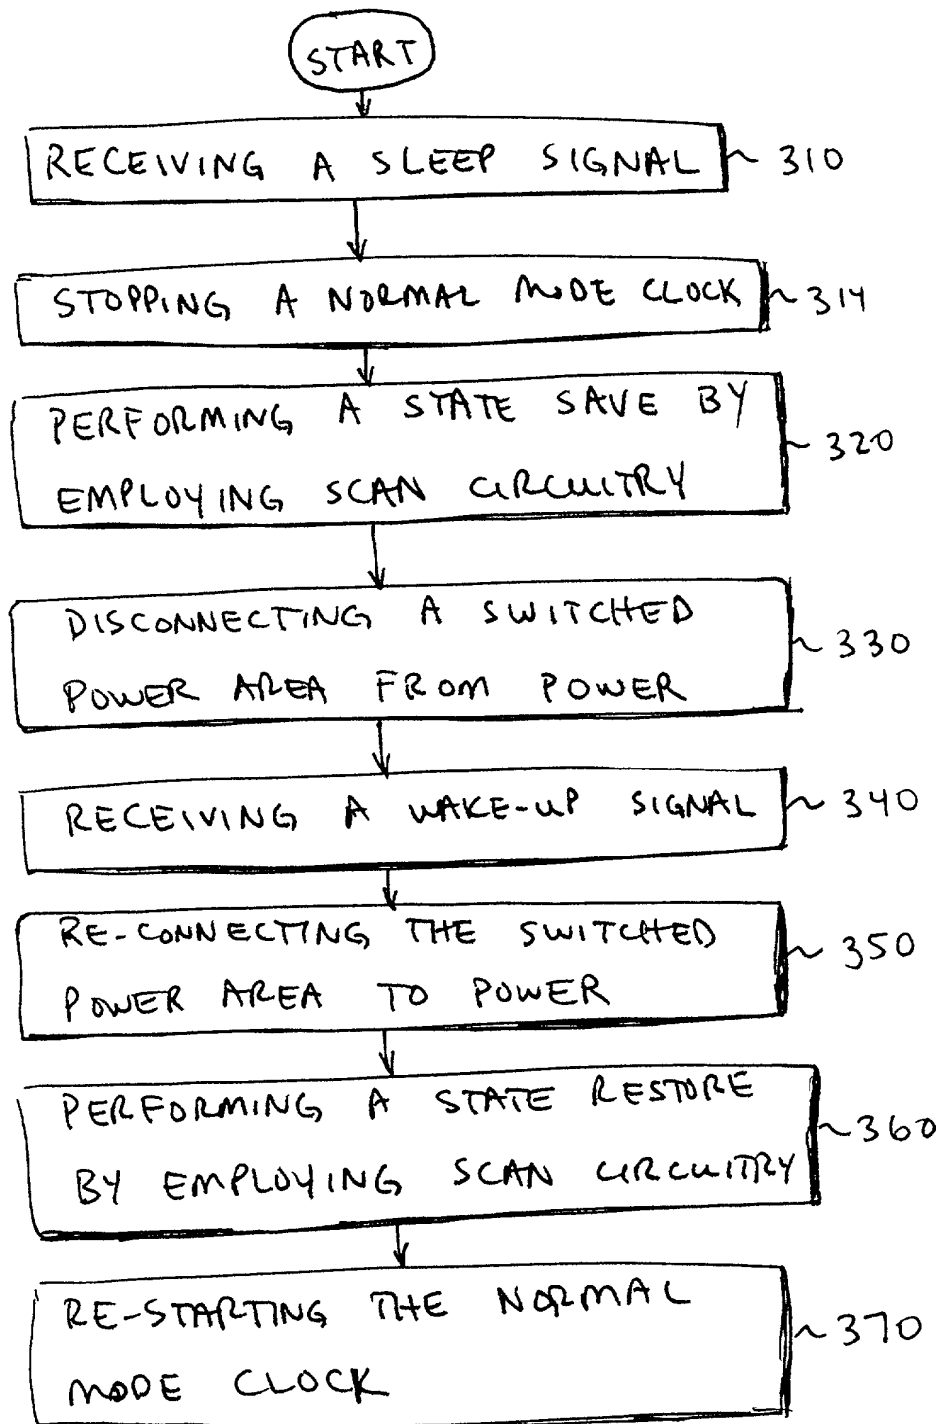 START
RECEIVING A SLEEP SIGNAL ~ 310
STOPPING A NORMAL MODE CLOCK ~ 314
PERFORMING A STATE SAVE BY
EMPLOYING SCAN CIRCUITRY
~ 320
DISCONNECTING A SWITCHED
POWER AREA FROM POWER
~ 330
RECEIVING A WAKE-UP SIGNAL ~ 340
RE-CONNECTING THE SWITCHED
POWER AREA TO POWER
~ 350
PERFORMING A STATE RESTORE
BY EMPLOYING SCAN CIRCUITRY
~ 360
RE-STARTING THE NORMAL
MODE CLOCK
~ 370